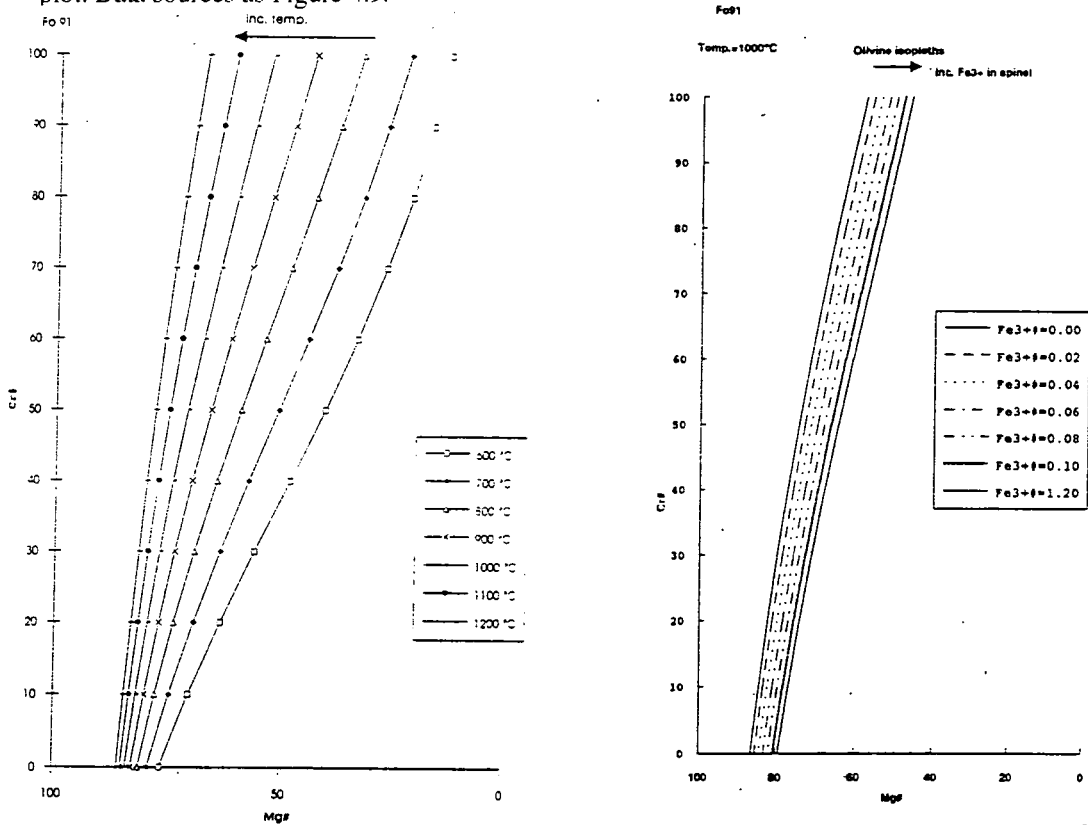 plot. Data sources as Figure 4.9.
Fo 91
inc. temp.
100
90
80
70
60
50
40
30
20
10
0
Cr#
100
50
0
Mg#
600 °C
700 °C
800 °C
900 °C
1000 °C
1100 °C
1200 °C
Fo91
Temp.=1000°C
Olivine isopleths
Inc. Fe3+ in spinel
100
90
80
70
60
50
40
30
20
10
0
Cr#
100
80
60
40
20
0
Mg#
Fe3+#=0.00
Fe3+#=0.02
Fe3+#=0.04
Fe3+#=0.06
Fe3+#=0.08
Fe3+#=0.10
Fe3+#=1.20